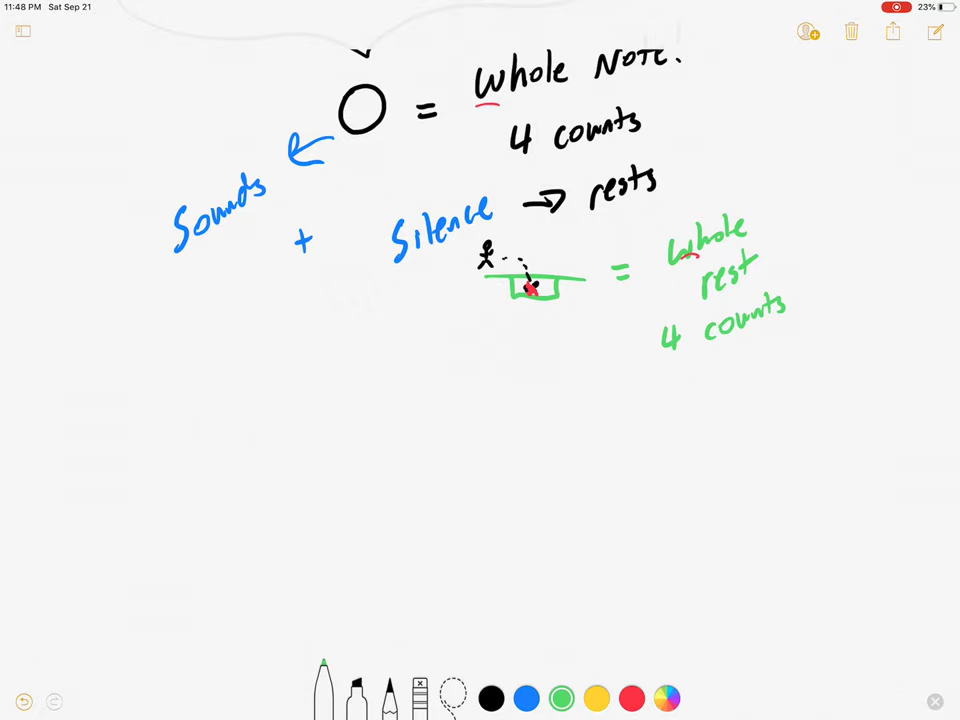 11:48 PM Sat Sep 21
23%
O = Whole NOTE.
4 counts
Sounds + Silence → rests
= Whole
rest
4 counts